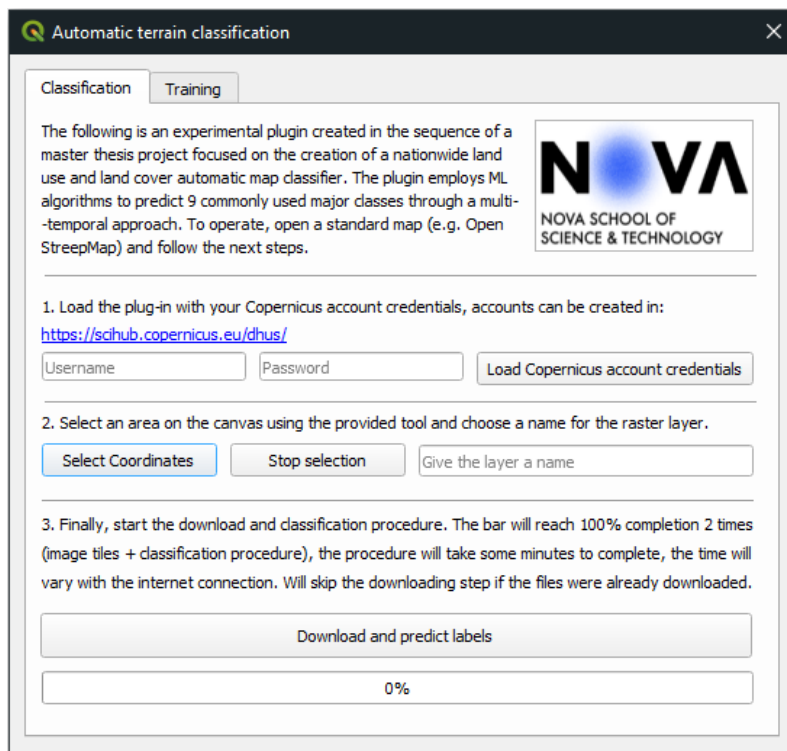 Automatic terrain classification
Classification
Training
The following is an experimental plugin created in the sequence of a
master thesis project focused on the creation of a nationwide land
use and land cover automatic map classifier. The plugin employs ML
algorithms to predict 9 commonly used major classes through a multi-
-temporal approach. To operate, open a standard map (e.g. Open
StreepMap) and follow the next steps.
NOVA
NOVA SCHOOL OF
SCIENCE & TECHNOLOGY
1. Load the plug-in with your Copernicus account credentials, accounts can be created in:
https://scihub.copernicus.eu/dhus/
Username
Password
Load Copernicus account credentials
2. Select an area on the canvas using the provided tool and choose a name for the raster layer.
Select Coordinates
Stop selection
Give the layer a name
3. Finally, start the download and classification procedure. The bar will reach 100% completion 2 times
(image tiles + classification procedure), the procedure will take some minutes to complete, the time will
vary with the internet connection. Will skip the downloading step if the files were already downloaded.
Download and predict labels
0%